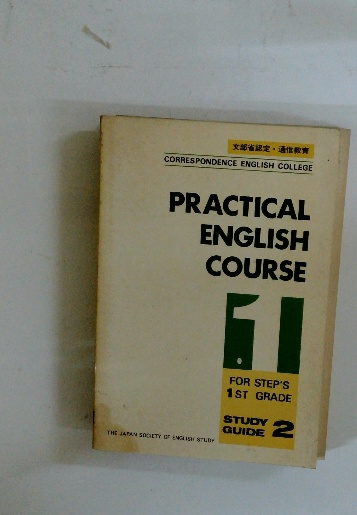 文部省認定・通信教育
CORRESPONDENCE ENGLISH COLLEGE
PRACTICAL
ENGLISH
COURSE
1
FOR STEP'S
1ST GRADE
STUDY
GUIDE 2
THE JAPAN SOCIETY OF ENGLISH STUDY